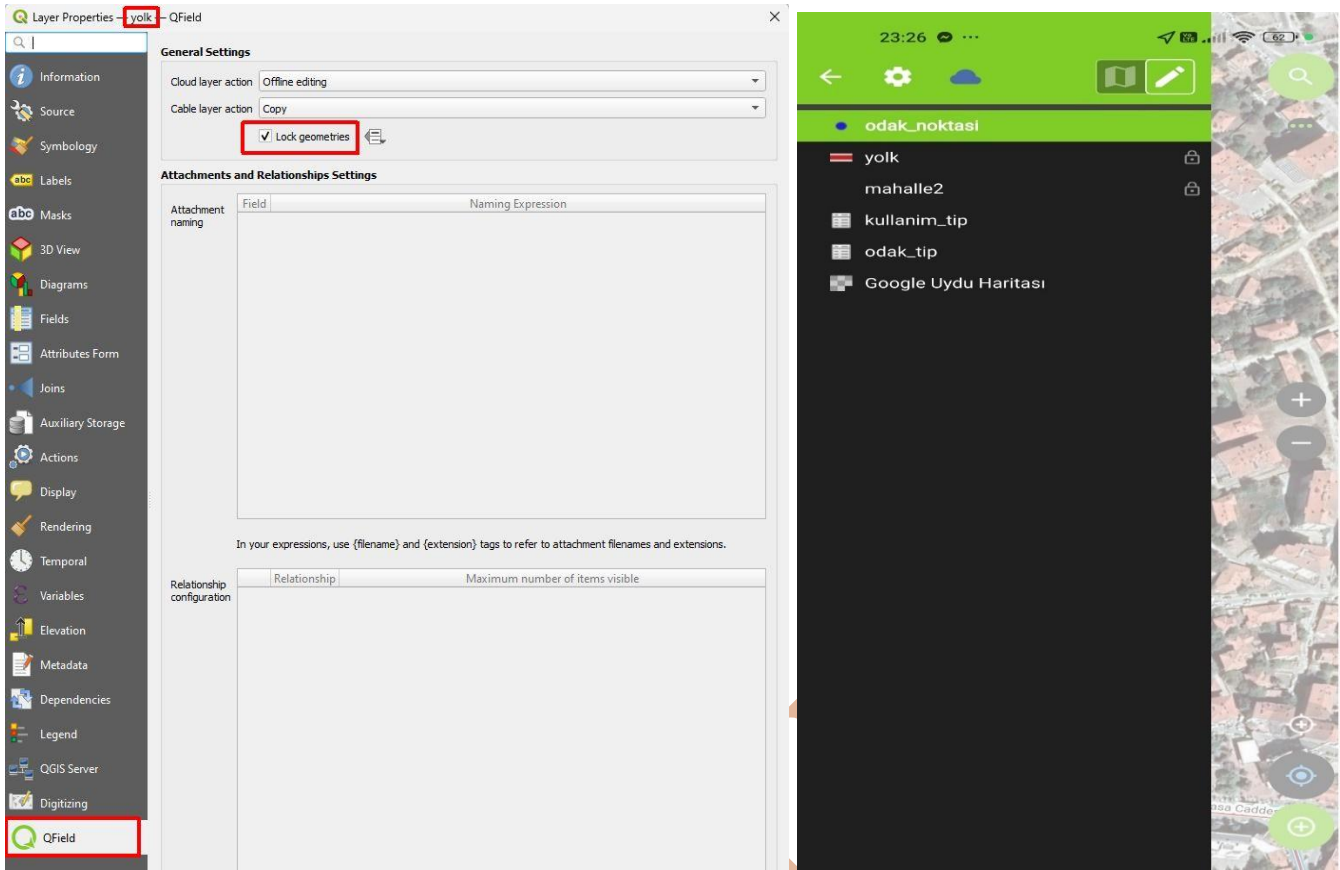 Layer Properties — yolk — QField
Information
Source
Symbology
abc Labels
abc Masks
3D View
Diagrams
Fields
Attributes Form
Joins
Auxiliary Storage
Actions
Display
Rendering
Temporal
Variables
Elevation
Metadata
Dependencies
Legend
QGIS Server
Digitizing
QField
General Settings
Cloud layer action Offline editing
Cable layer action Copy
Lock geometries
Attachments and Relationships Settings
Attachment naming
Field Naming Expression
In your expressions, use {filename} and {extension} tags to refer to attachment filenames and extensions.
Relationship configuration
Relationship Maximum number of items visible
23:26 62
odak_noktasi
yolk
mahalle2
kullanim_tip
odak_tip
Google Uydu Haritası